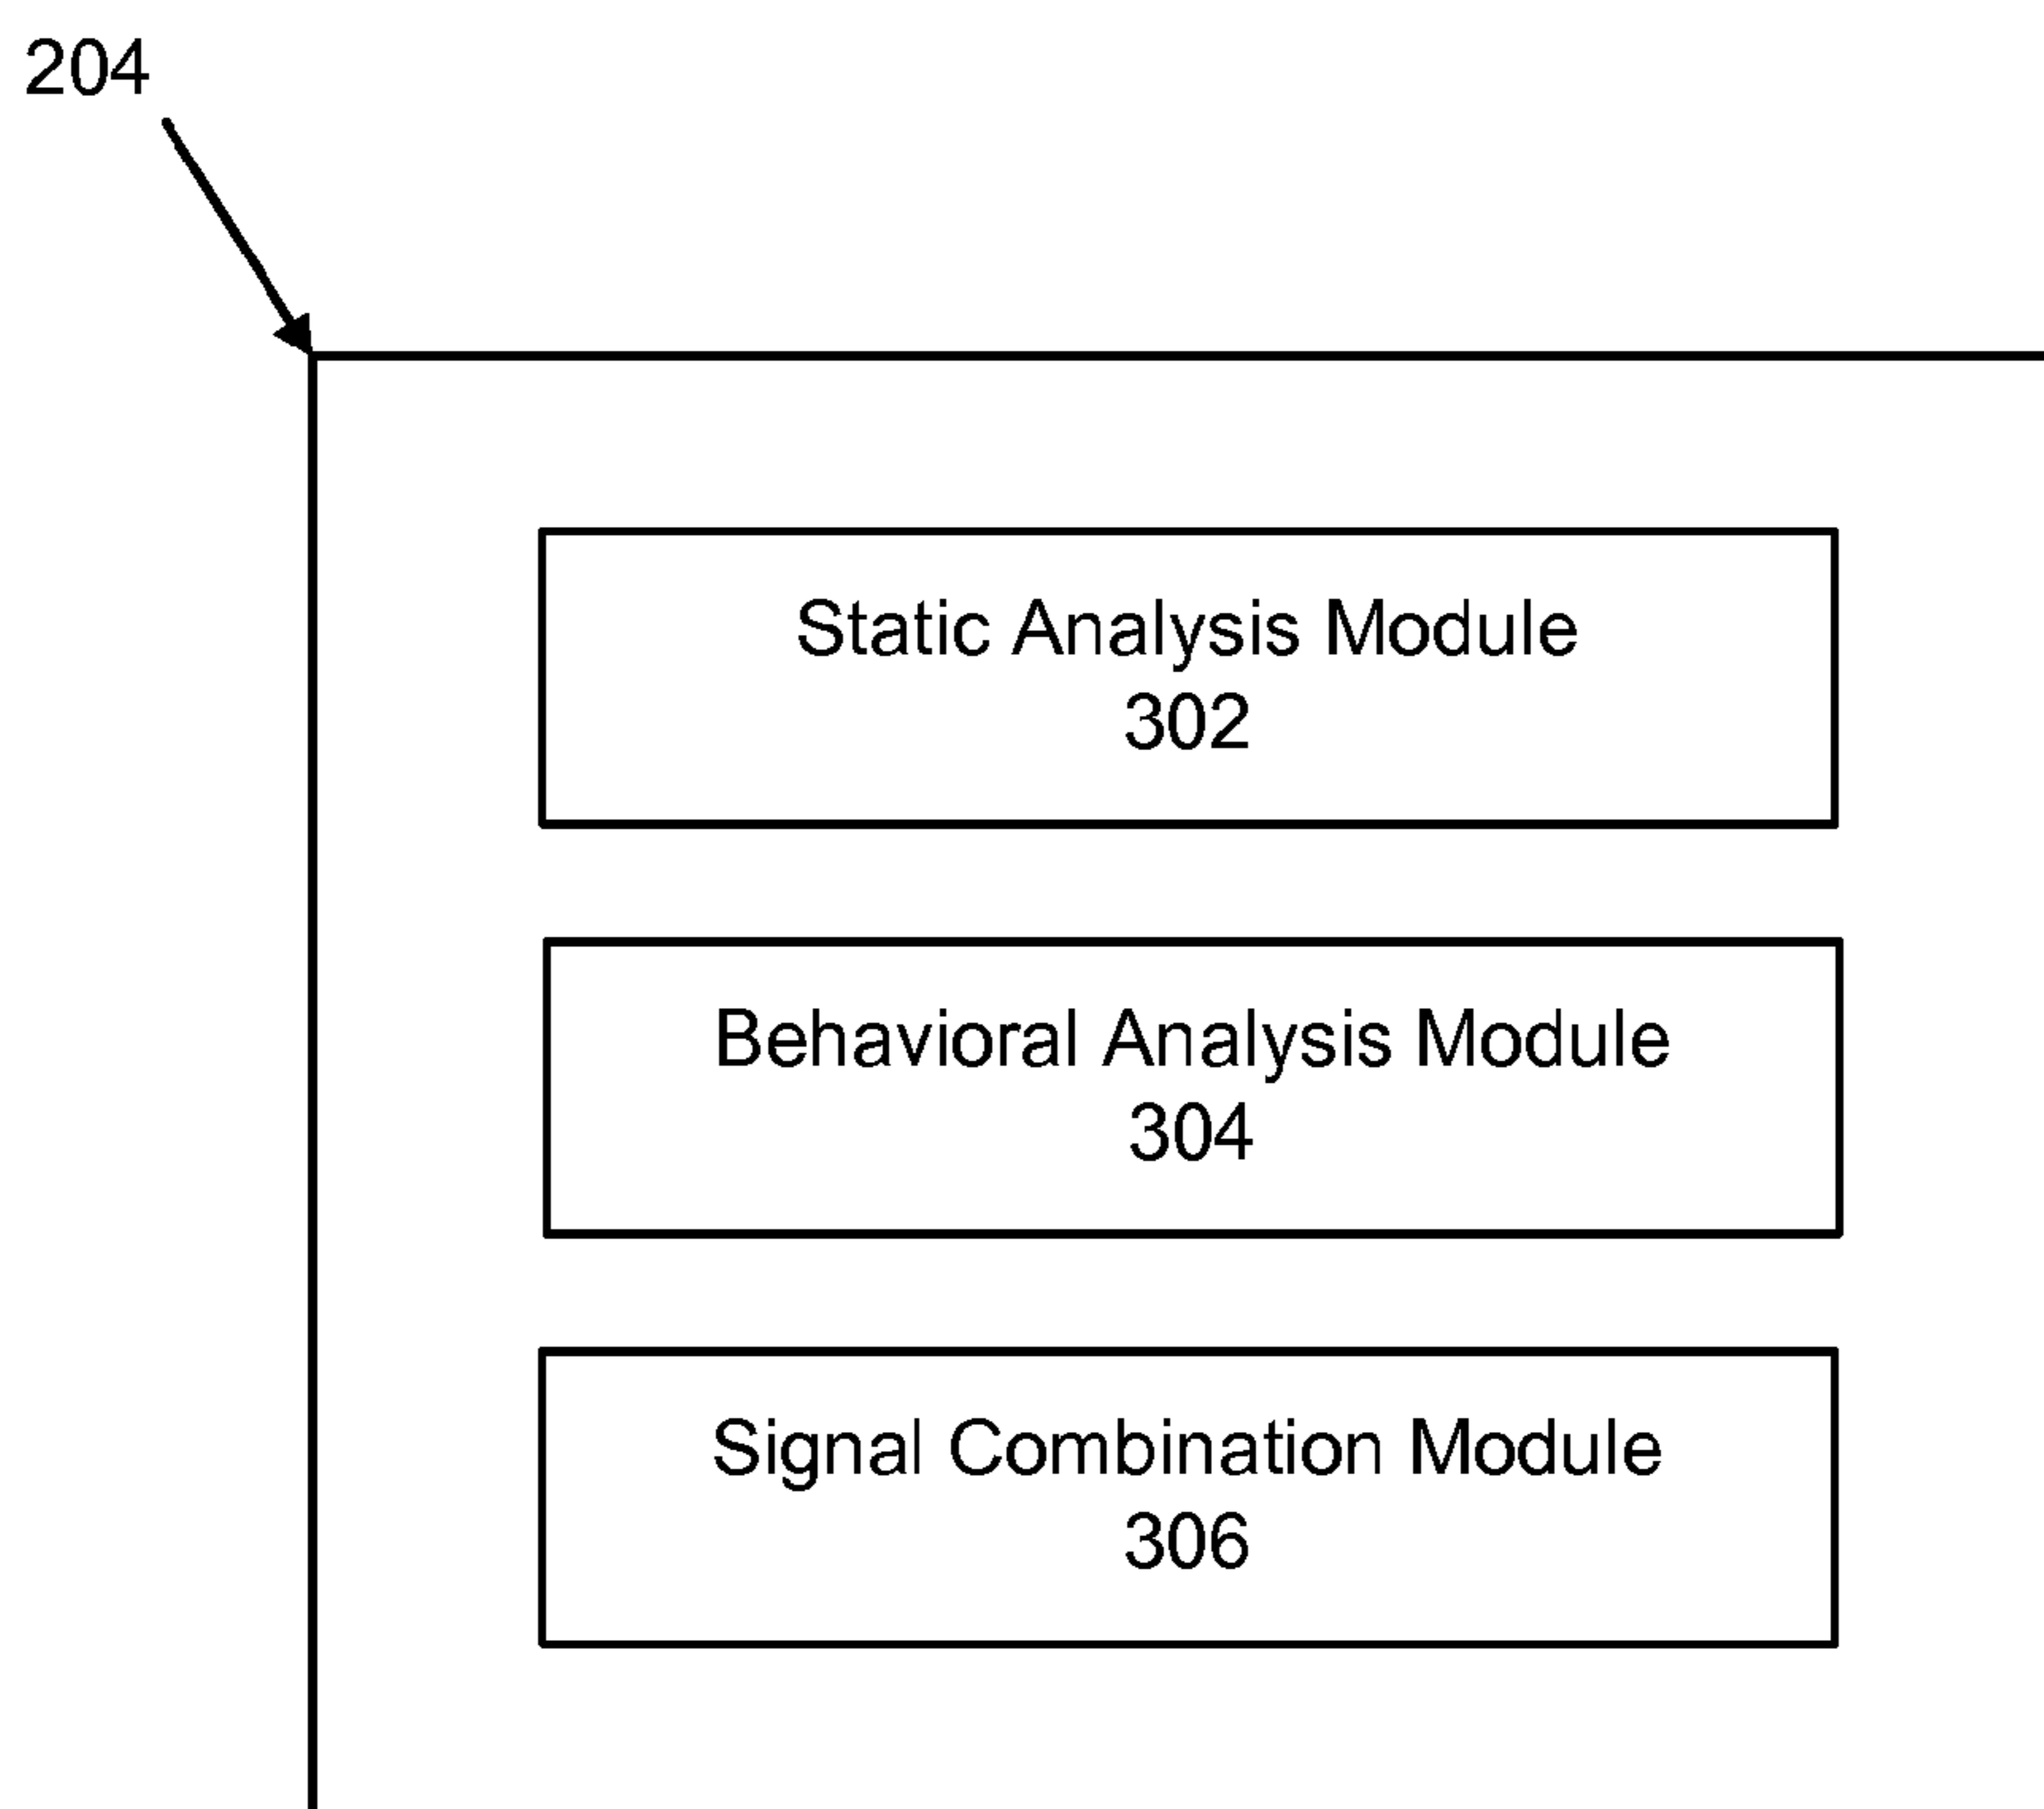 204
Static Analysis Module
302
Behavioral Analysis Module
304
Signal Combination Module
306